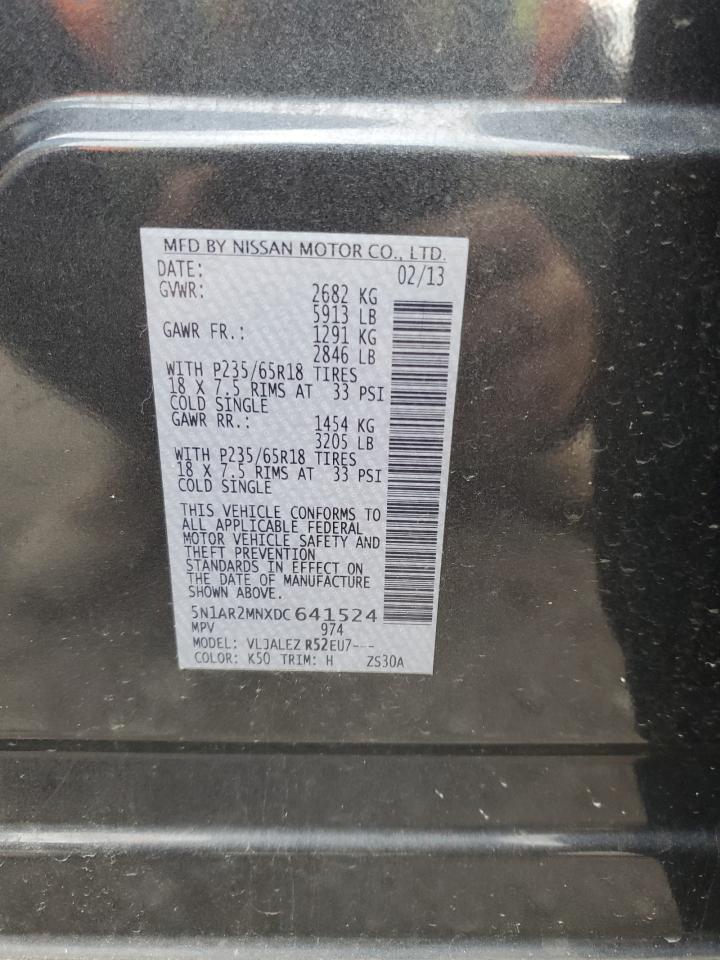 MFD BY NISSAN MOTOR CO., LTD.
DATE: 02/13
GVWR: 2682 KG
5913 LB
GAWR FR.: 1291 KG
2846 LB
WITH P235/65R18 TIRES
18 X 7.5 RIMS AT 33 PSI
COLD SINGLE
GAWR RR.: 1454 KG
3205 LB
WITH P235/65R18 TIRES
18 X 7.5 RIMS AT 33 PSI
COLD SINGLE
THIS VEHICLE CONFORMS TO
ALL APPLICABLE FEDERAL
MOTOR VEHICLE SAFETY AND
THEFT PREVENTION
STANDARDS IN EFFECT ON
THE DATE OF MANUFACTURE
SHOWN ABOVE.
5N1AR2MNXDC641524
MPV 974
MODEL: VLJALEZ R52EU7---
COLOR: K50 TRIM: H ZS30A